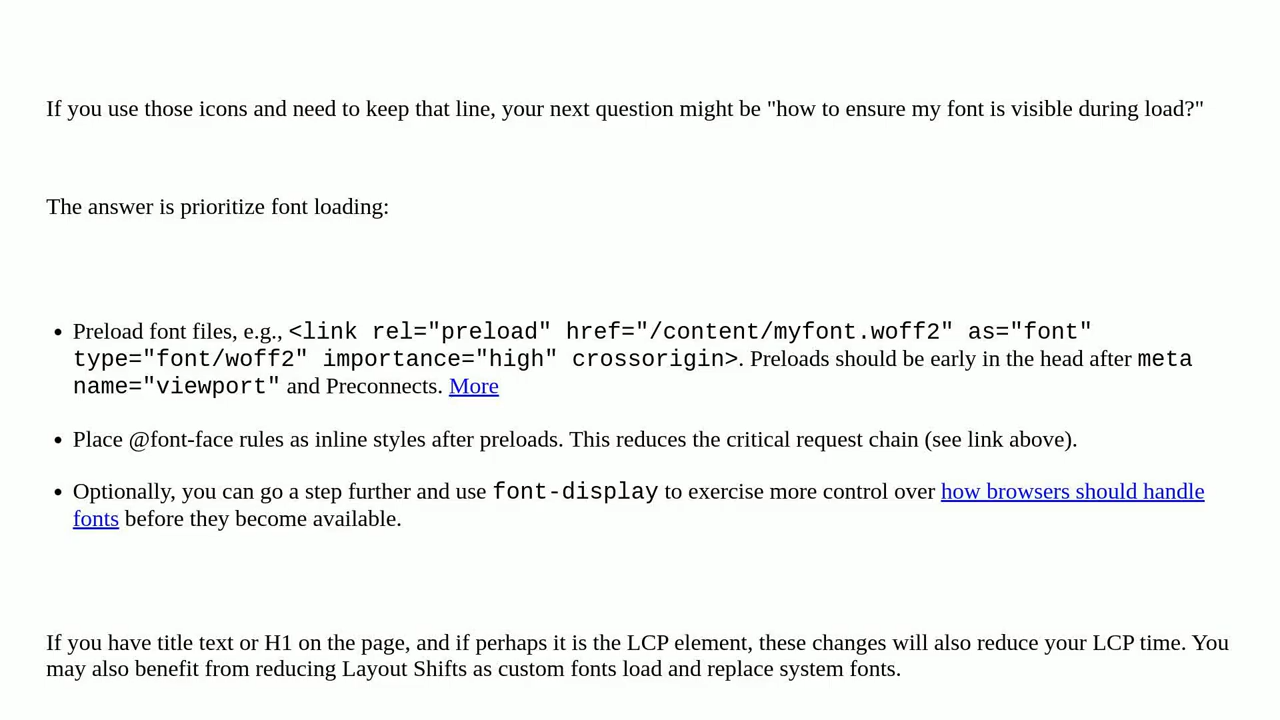 If you use those icons and need to keep that line, your next question might be "how to ensure my font is visible during load?"
The answer is prioritize font loading:
• Preload font files, e.g., <link rel="preload" href="/content/myfont.woff2" as="font"
type="font/woff2" importance="high" crossorigin>. Preloads should be early in the head after meta
name="viewport" and Preconnects. More
• Place @font-face rules as inline styles after preloads. This reduces the critical request chain (see link above).
• Optionally, you can go a step further and use font-display to exercise more control over how browsers should handle
fonts before they become available.
If you have title text or H1 on the page, and if perhaps it is the LCP element, these changes will also reduce your LCP time. You
may also benefit from reducing Layout Shifts as custom fonts load and replace system fonts.